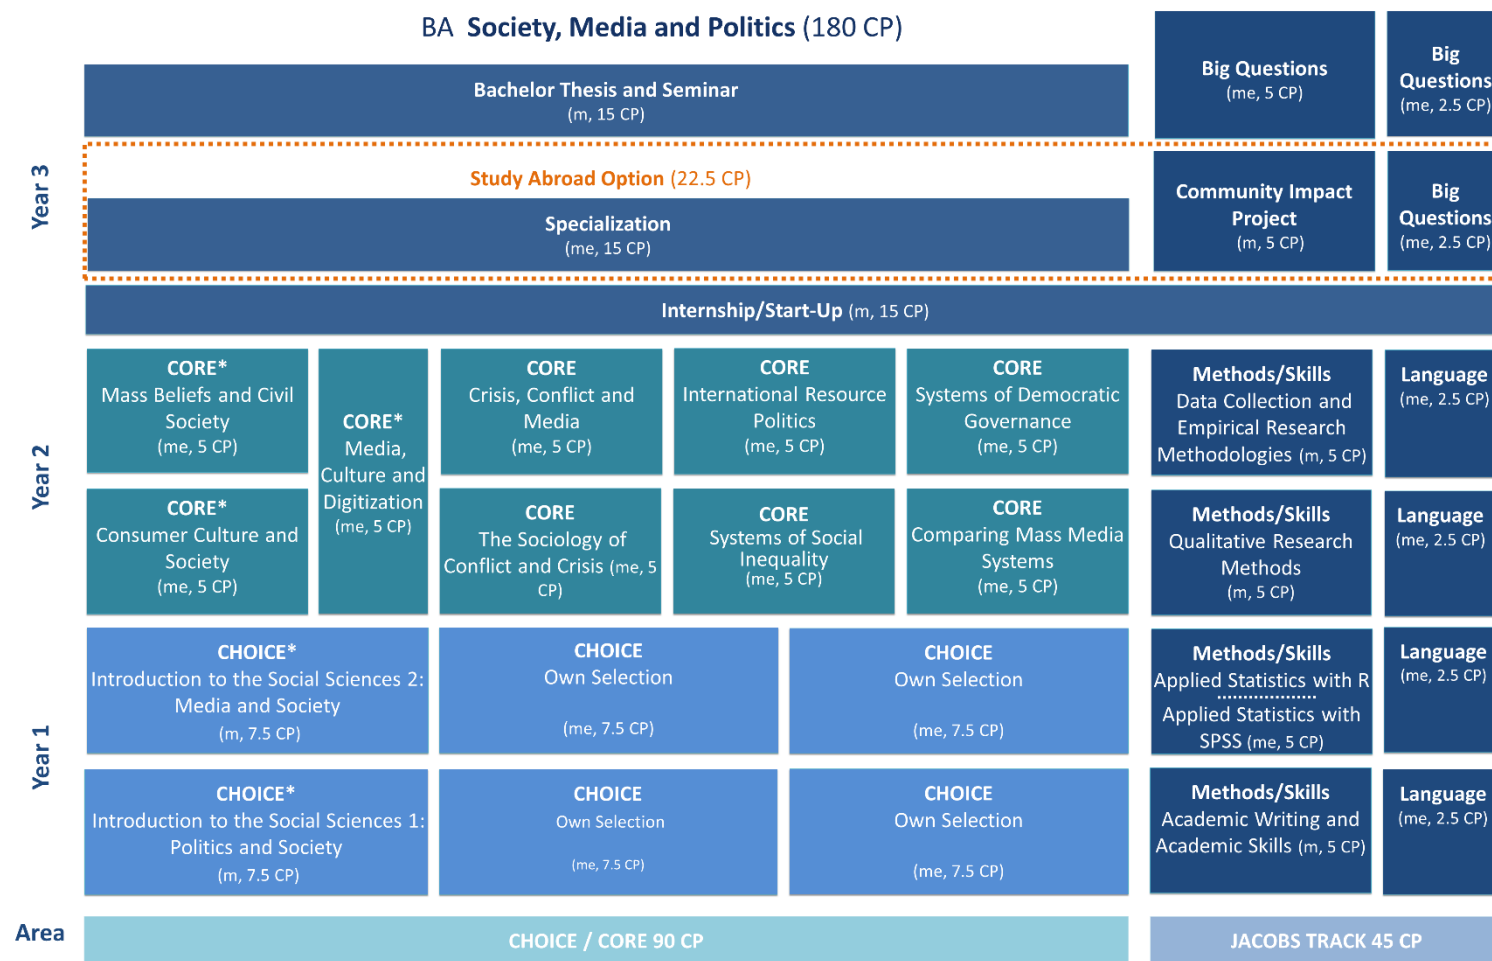 BA Society, Media and Politics (180 CP)
Big Questions
(me, 5 CP)
Big
Questions
(me, 2.5 CP)
Bachelor Thesis and Seminar
(m, 15 CP)
Year 3
Study Abroad Option (22.5 CP)
Specialization
(me, 15 CP)
Community Impact
Project
(m, 5 CP)
Big
Questions
(me, 2.5 CP)
Internship/Start-Up (m, 15 CP)
Year 2
CORE*
Mass Beliefs and Civil
Society
(me, 5 CP)
CORE*
Media,
Culture and
Digitization
(me, 5 CP)
CORE
Crisis, Conflict and
Media
(me, 5 CP)
CORE
International Resource
Politics
(me, 5 CP)
CORE
Systems of Democratic
Governance
(me, 5 CP)
Methods/Skills
Data Collection and
Empirical Research
Methodologies (m, 5 CP)
Language
(me, 2.5 CP)
CORE*
Consumer Culture and
Society
(me, 5 CP)
CORE
The Sociology of
Conflict and Crisis (me, 5
CP)
CORE
Systems of Social
Inequality
(me, 5 CP)
CORE
Comparing Mass Media
Systems
(me, 5 CP)
Methods/Skills
Qualitative Research
Methods
(m, 5 CP)
Language
(me, 2.5 CP)
Year 1
CHOICE*
Introduction to the Social Sciences 2:
Media and Society
(m, 7.5 CP)
CHOICE
Own Selection
(me, 7.5 CP)
CHOICE
Own Selection
(me, 7.5 CP)
Methods/Skills
Applied Statistics with R
Applied Statistics with
SPSS (me, 5 CP)
Language
(me, 2.5 CP)
CHOICE*
Introduction to the Social Sciences 1:
Politics and Society
(m, 7.5 CP)
CHOICE
Own Selection
(me, 7.5 CP)
CHOICE
Own Selection
(me, 7.5 CP)
Methods/Skills
Academic Writing and
Academic Skills (m, 5 CP)
Language
(me, 2.5 CP)
Area
CHOICE / CORE 90 CP
JACOBS TRACK 45 CP